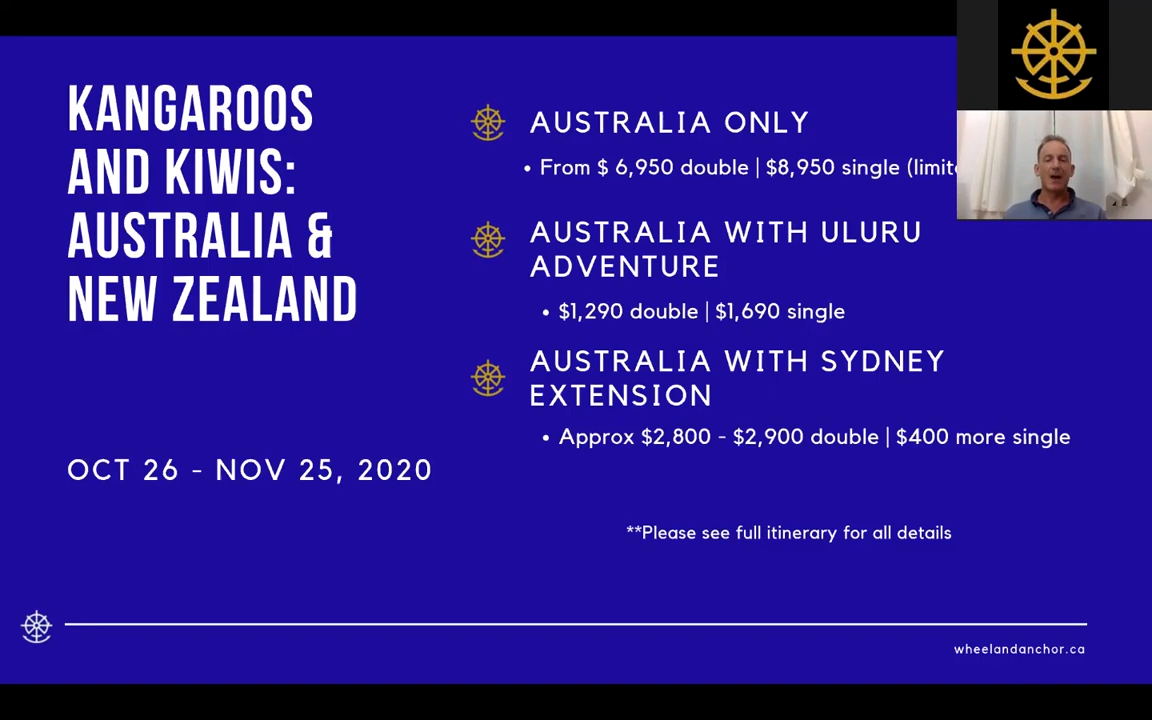 KANGAROOS
AND KIWIS:
AUSTRALIA &
NEW ZEALAND
OCT 26 - NOV 25, 2020
AUSTRALIA ONLY
• From $ 6,950 double | $8,950 single (limite
AUSTRALIA WITH ULURU
ADVENTURE
• $1,290 double | $1,690 single
AUSTRALIA WITH SYDNEY
EXTENSION
• Approx $2,800 - $2,900 double | $400 more single
**Please see full itinerary for all details
wheelandanchor.ca